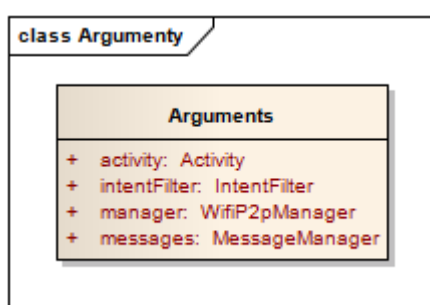 class Argumenty
Arguments
+ activity: Activity
+ intentFilter: IntentFilter
+ manager: WifiP2pManager
+ messages: MessageManager